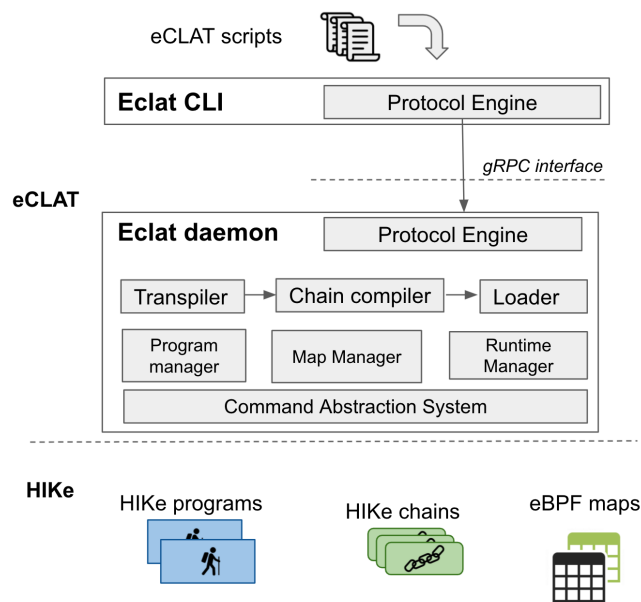 eCLAT scripts
Eclat CLI
Protocol Engine
gRPC interface
eCLAT
Eclat daemon
Protocol Engine
Transpiler
Chain compiler
Loader
Program
manager
Map Manager
Runtime
Manager
Command Abstraction System
HIKe
HIKe programs
HIKe chains
eBPF maps